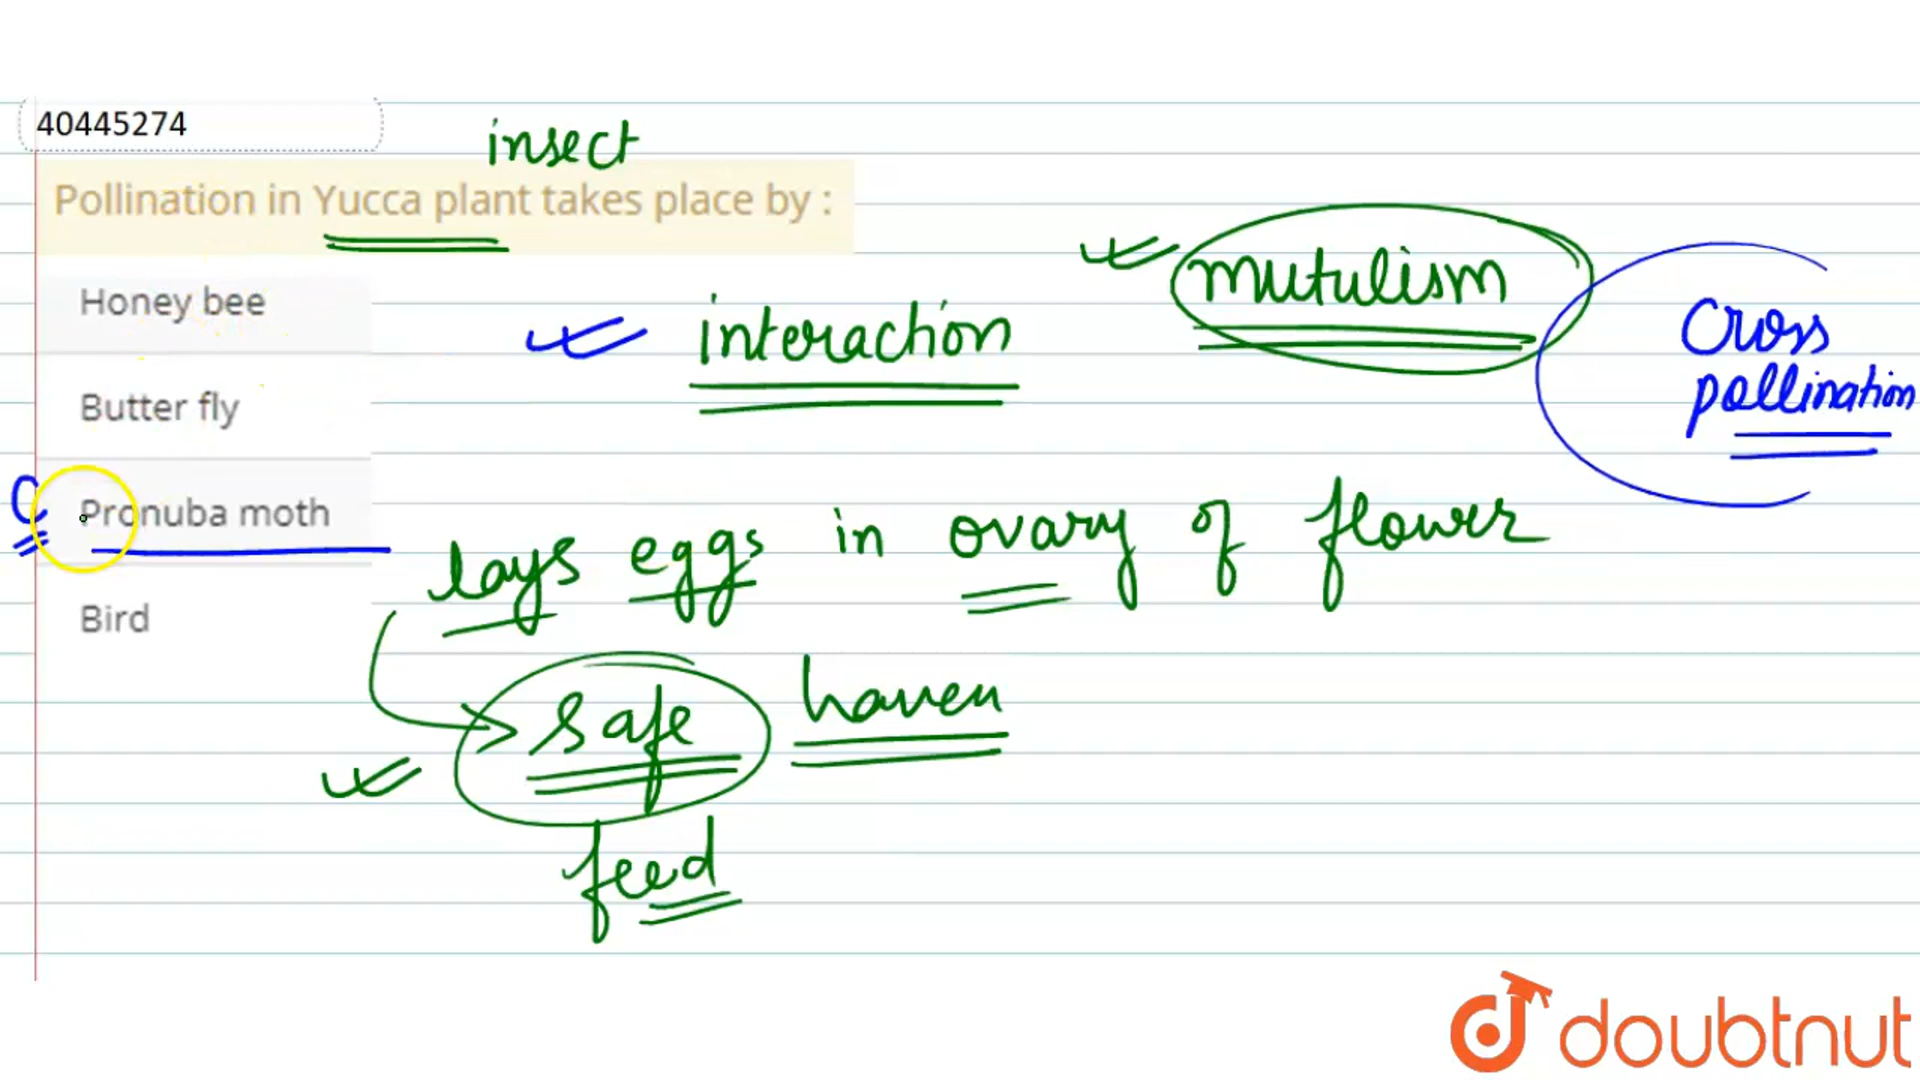 40445274
insect
Pollination in Yucca plant takes place by :
mutulism
Honey bee
interaction
Cross
pollination
Butter fly
C
Pronuba moth
lays eggs in ovary of flower
Bird
safe haven
feed
doubtnut